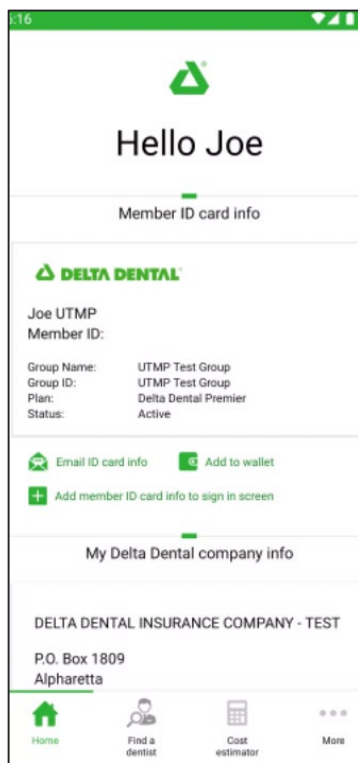 5:16
Hello Joe
Member ID card info
DELTA DENTAL
Joe UTMP
Member ID:
Group Name: UTMP Test Group
Group ID: UTMP Test Group
Plan: Delta Dental Premier
Status: Active
Email ID card info Add to wallet
Add member ID card info to sign in screen
My Delta Dental company info
DELTA DENTAL INSURANCE COMPANY - TEST
P.O. Box 1809
Alpharetta
Home
Find a
dentist
Cost
estimator
More